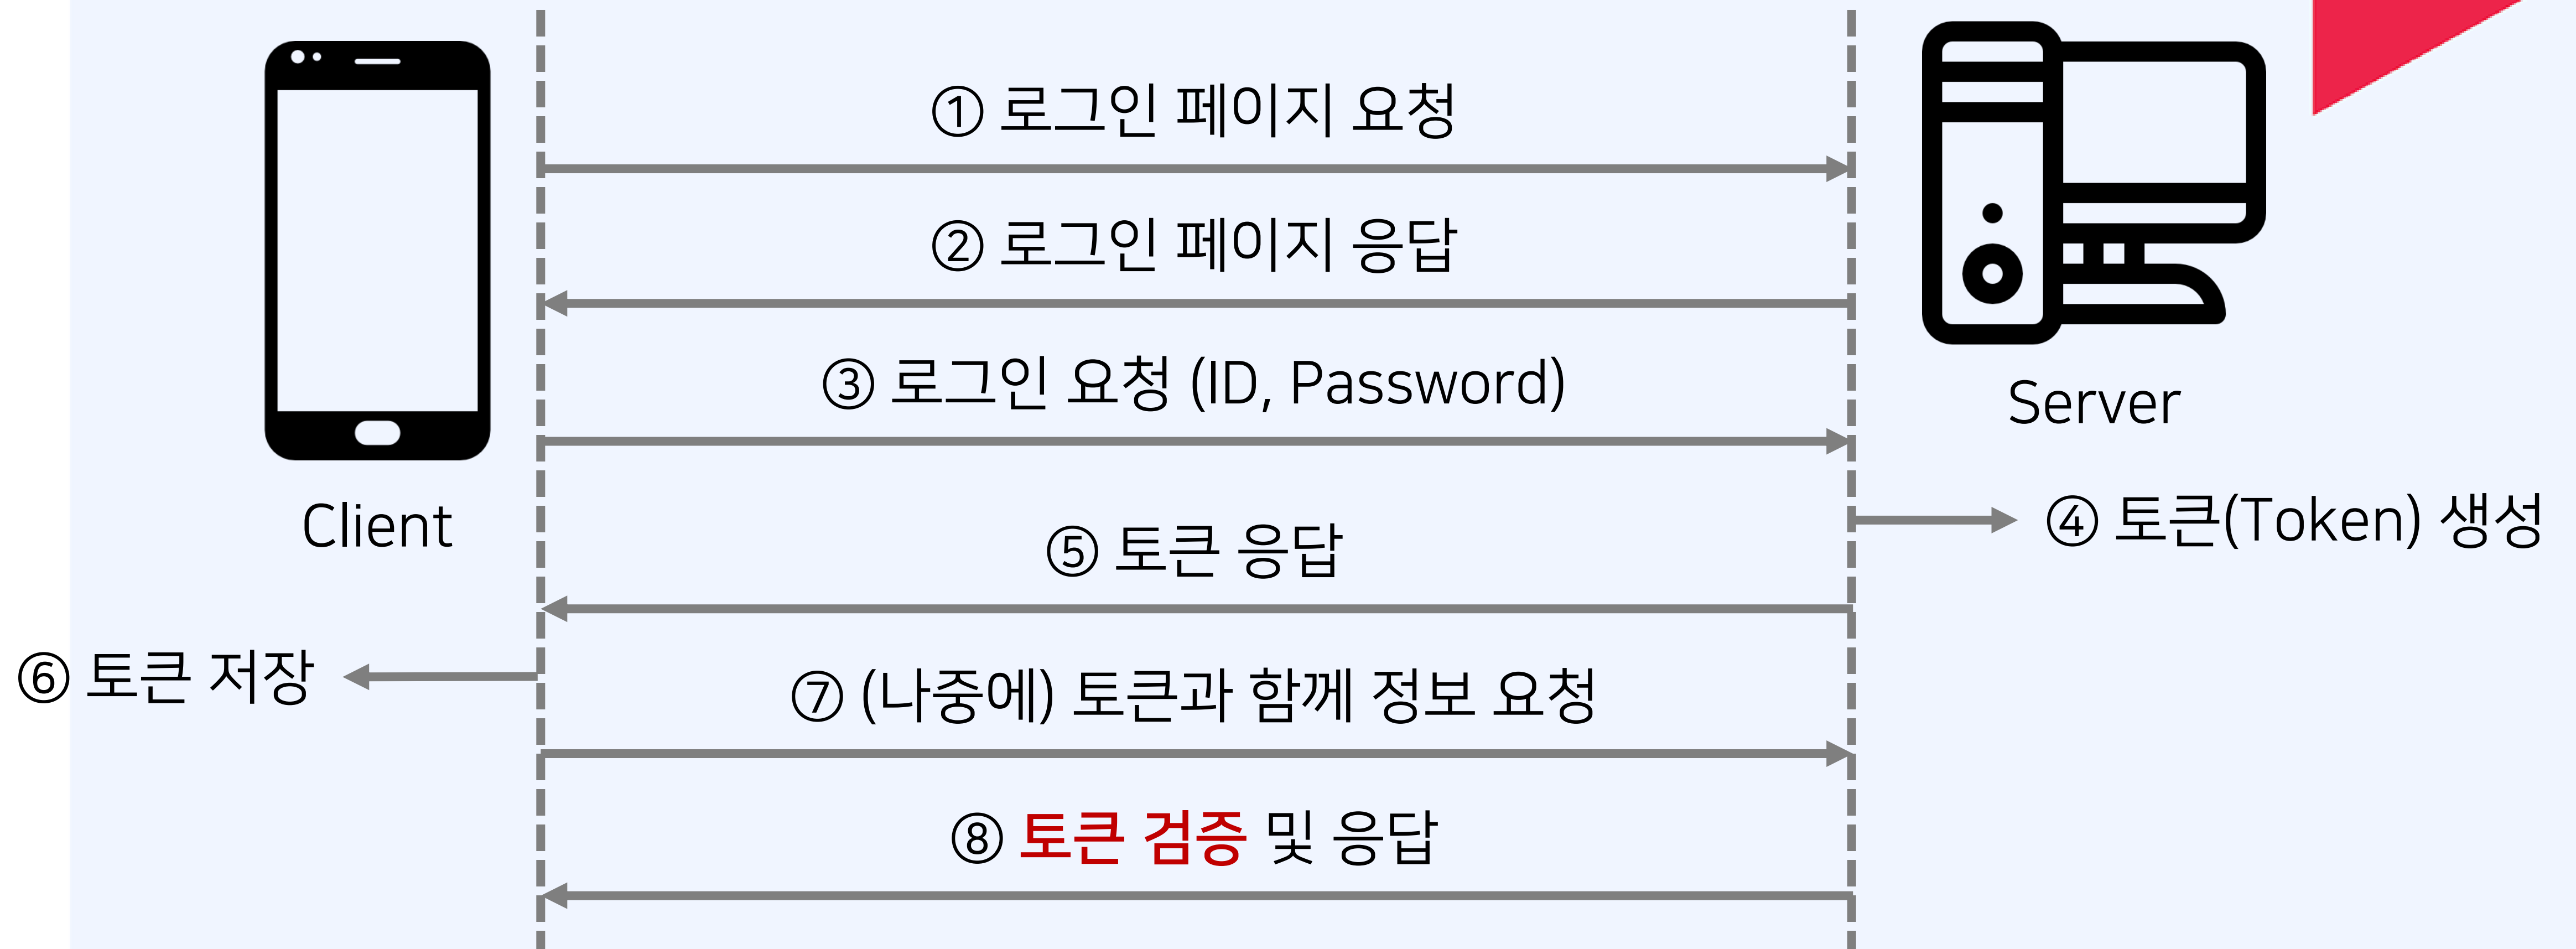 ① 로그인 페이지 요청
② 로그인 페이지 응답
③ 로그인 요청 (ID, Password)
Server
Client
④ 토큰(Token) 생성
⑤ 토큰 응답
⑥ 토큰 저장
⑦ (나중에) 토큰과 함께 정보 요청
⑧ 토큰 검증 및 응답